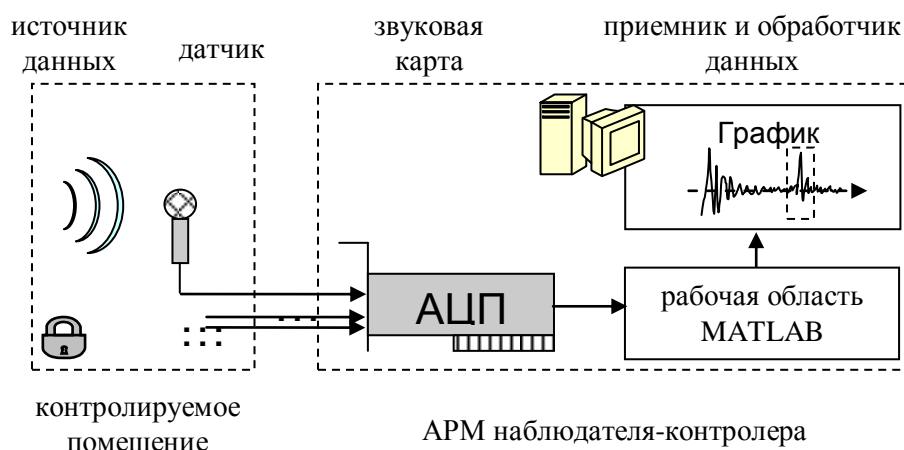 источник
данных
датчик
звуковая
карта
приемник и обработчик
данных
График
АЦП
рабочая область
MATLAB
контролируемое
помещение
АРМ наблюдателя-контролера